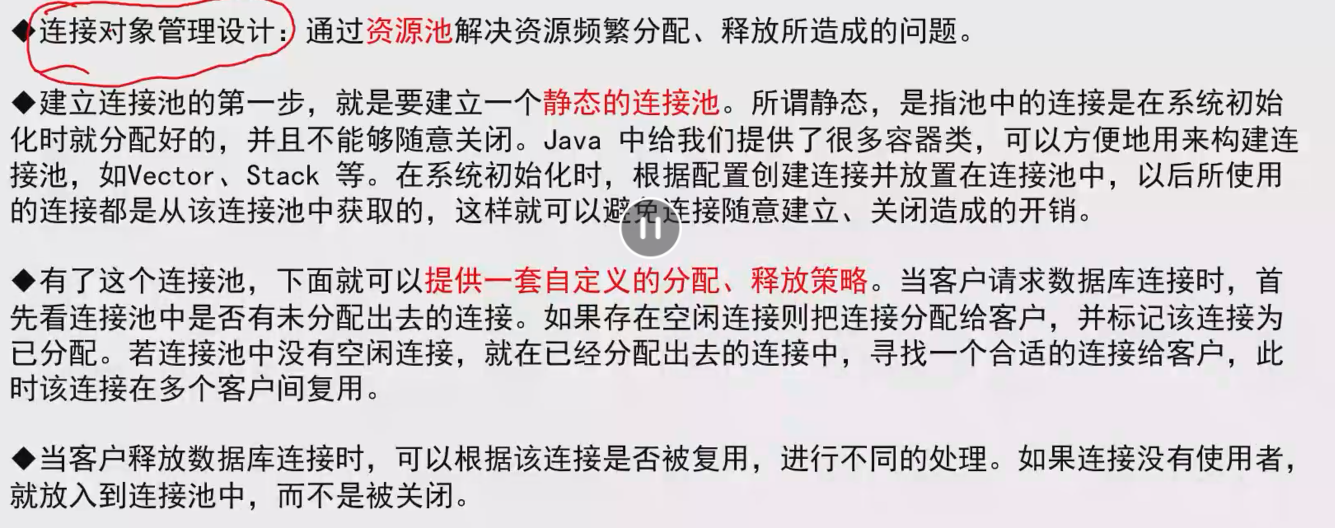 ◆连接对象管理设计：通过资源池解决资源频繁分配、释放所造成的问题。
◆建立连接池的第一步，就是要建立一个静态的连接池。所谓静态，是指池中的连接是在系统初始
化时就分配好的，并且不能够随意关闭。Java 中给我们提供了很多容器类，可以方便地用来构建连
接池，如Vector、Stack 等。在系统初始化时，根据配置创建连接并放置在连接池中，以后所使用
的连接都是从该连接池中获取的，这样就可以避免连接随意建立、关闭造成的开销。
◆有了这个连接池，下面就可以提供一套自定义的分配、释放策略。当客户请求数据库连接时，首
先看连接池中是否有未分配出去的连接。如果存在空闲连接则把连接分配给客户，并标记该连接为
已分配。若连接池中没有空闲连接，就在已经分配出去的连接中，寻找一个合适的连接给客户，此
时该连接在多个客户间复用。
◆当客户释放数据库连接时，可以根据该连接是否被复用，进行不同的处理。如果连接没有使用者，
就放入到连接池中，而不是被关闭。